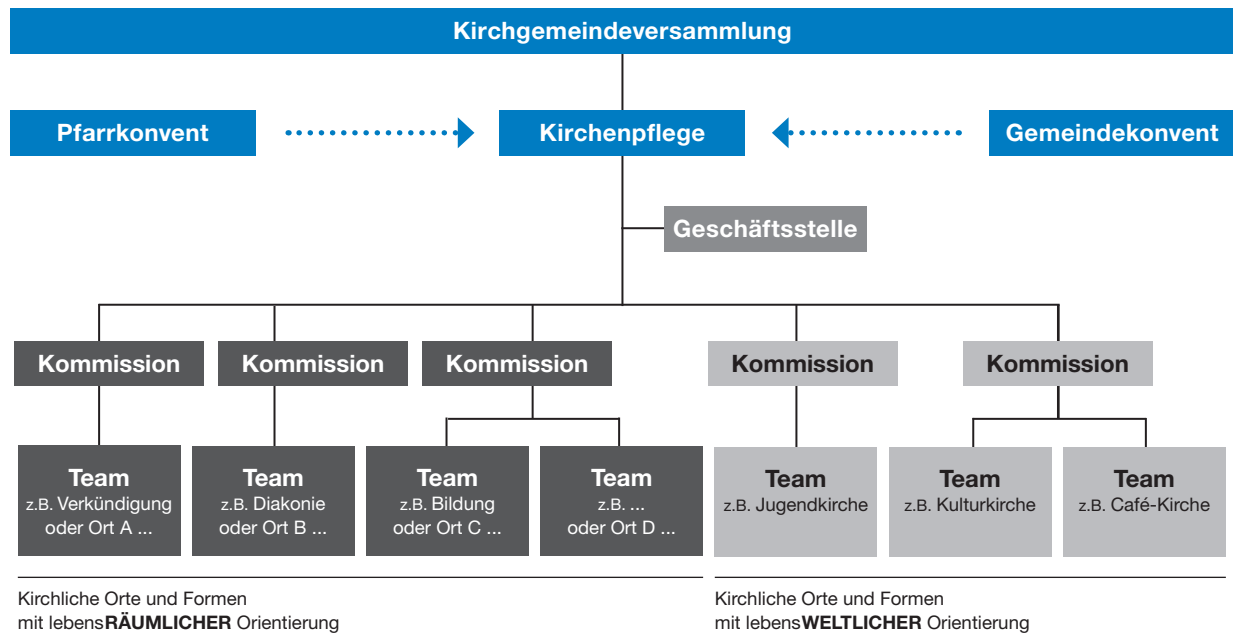 Kirchgemeindeversammlung
Pfarrkonvent
Kirchenpflege
Gemeindekonvent
Geschäftsstelle
Kommission
Kommission
Kommission
Kommission
Kommission
Team
z.B. Verkündigung
oder Ort A ...
Team
z.B. Diakonie
oder Ort B ...
Team
z.B. Bildung
oder Ort C ...
Team
z.B. ...
oder Ort D ...
Team
z.B. Jugendkirche
Team
z.B. Kulturkirche
Team
z.B. Café-Kirche
Kirchliche Orte und Formen
mit lebensRÄUMLICHER Orientierung
Kirchliche Orte und Formen
mit lebensWELTLICHER Orientierung